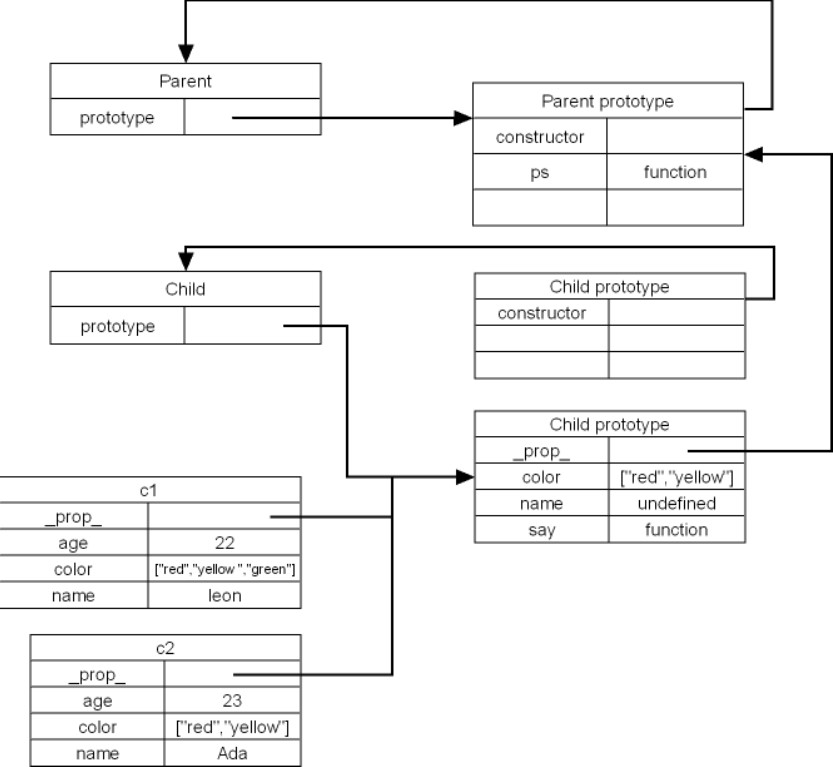 Parent
prototype
Parent prototype
constructor
ps function
Child
prototype
Child prototype
constructor
Child prototype
_prop_
color ["red","yellow"]
name undefined
say function
c1
_prop_
age 22
color ["red","yellow ","green"]
name leon
c2
_prop_
age 23
color ["red","yellow"]
name Ada